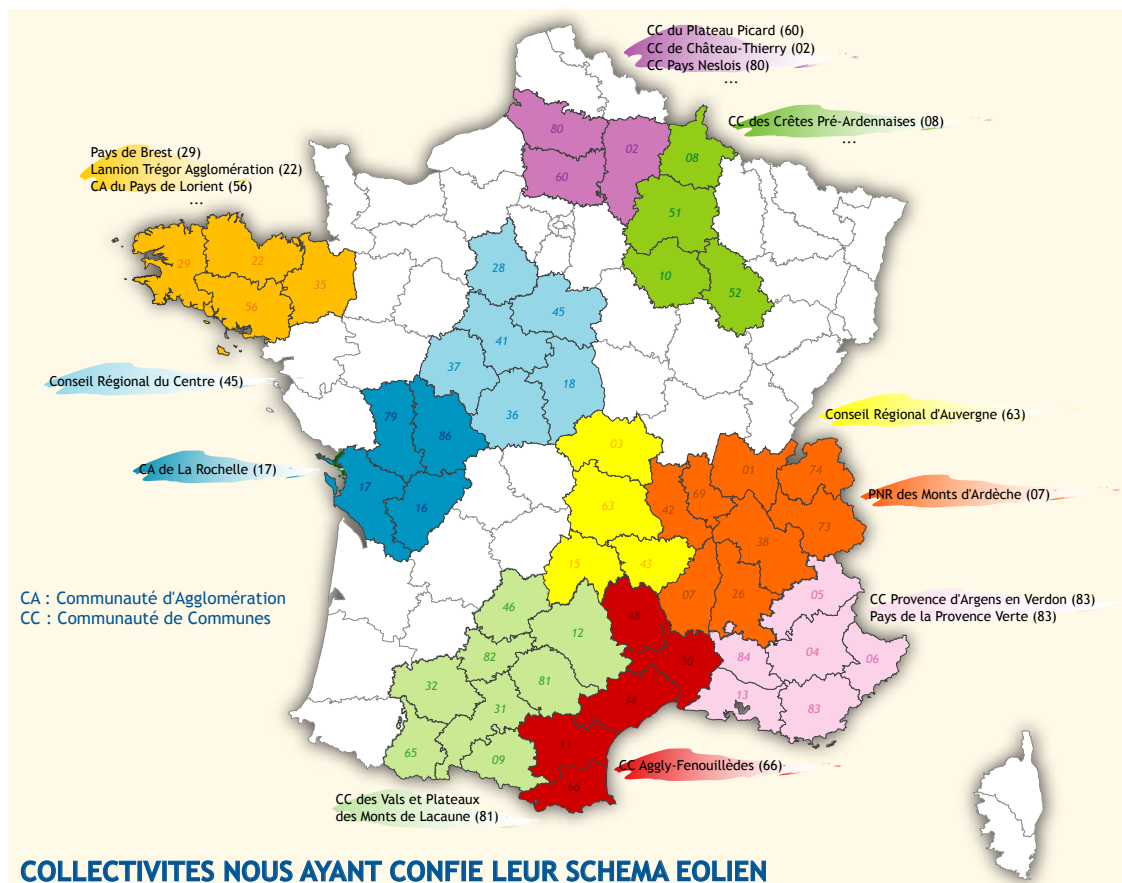 CC du Plateau Picard (60)
CC de Château-Thierry (02)
CC Pays Neslois (80)
...
CC des Crêtes Pré-Ardennaises (08)
...
Pays de Brest (29)
Lannion Trégor Agglomération (22)
CA du Pays de Lorient (56)
...
80
02
08
60
51
29
22
35
28
10
52
56
45
41
Conseil Régional du Centre (45)
37
18
79
36
Conseil Régional d'Auvergne (63)
86
03
CA de La Rochelle (17)
01
74
17
16
69
PNR des Monts d'Ardèche (07)
63
42
73
38
15
43
CA : Communauté d'Agglomération
CC : Communauté de Communes
46
48
07
26
05
CC Provence d'Argens en Verdon (83)
Pays de la Provence Verte (83)
12
82
30
84
04
06
32
81
31
34
13
83
65
09
11
CC Aggly-Fenouillèdes (66)
66
CC des Vals et Plateaux
des Monts de Lacaune (81)
COLLECTIVITES NOUS AYANT CONFIE LEUR SCHEMA EOLIEN